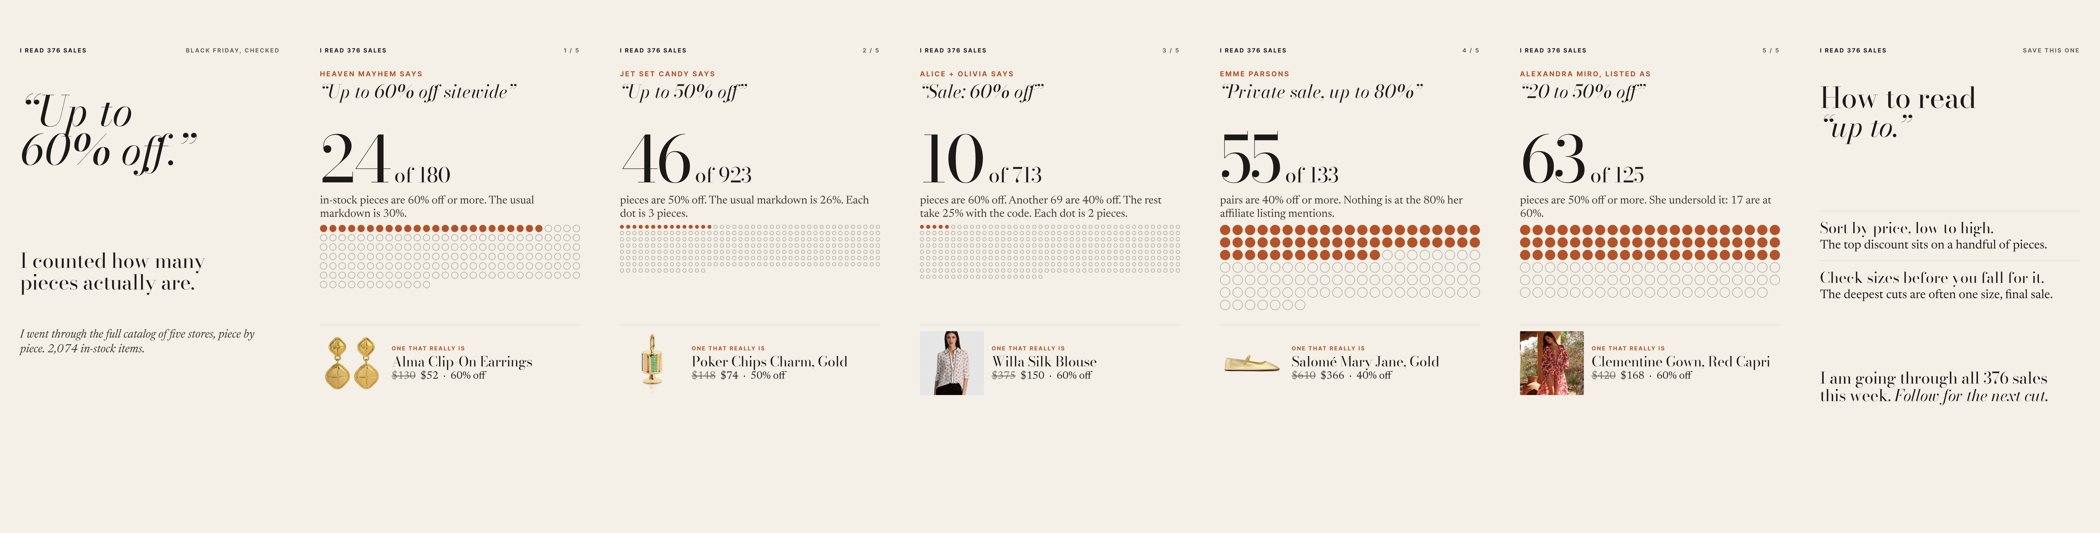 I READ 376 SALES
BLACK FRIDAY, CHECKED
“Up to
60% off.”
I counted how many
pieces actually are.
I went through the full catalog of five stores, piece by
piece. 2,074 in-stock items.
I READ 376 SALES
1 / 5
HEAVEN MAYHEM SAYS
“Up to 60% off sitewide”
24 of 180
in-stock pieces are 60% off or more. The usual
markdown is 30%.
ONE THAT REALLY IS
Alma Clip-On Earrings
$130 $52 · 60% off
I READ 376 SALES
2 / 5
JET SET CANDY SAYS
“Up to 50% off”
46 of 923
pieces are 50% off. The usual markdown is 26%. Each
dot is 3 pieces.
ONE THAT REALLY IS
Poker Chips Charm, Gold
$148 $74 · 50% off
I READ 376 SALES
3 / 5
ALICE + OLIVIA SAYS
“Sale: 60% off”
10 of 713
pieces are 60% off. Another 69 are 40% off. The rest
take 25% with the code. Each dot is 2 pieces.
ONE THAT REALLY IS
Willa Silk Blouse
$375 $150 · 60% off
I READ 376 SALES
4 / 5
EMME PARSONS
“Private sale, up to 80%”
55 of 133
pairs are 40% off or more. Nothing is at the 80% her
affiliate listing mentions.
ONE THAT REALLY IS
Salomé Mary Jane, Gold
$610 $366 · 40% off
I READ 376 SALES
5 / 5
ALEXANDRA MIRO, LISTED AS
“20 to 50% off”
63 of 125
pieces are 50% off or more. She undersold it: 17 are at
60%.
ONE THAT REALLY IS
Clementine Gown, Red Capri
$420 $168 · 60% off
I READ 376 SALES
SAVE THIS ONE
How to read
“up to.”
Sort by price, low to high.
The top discount sits on a handful of pieces.
Check sizes before you fall for it.
The deepest cuts are often one size, final sale.
I am going through all 376 sales
this week. Follow for the next cut.